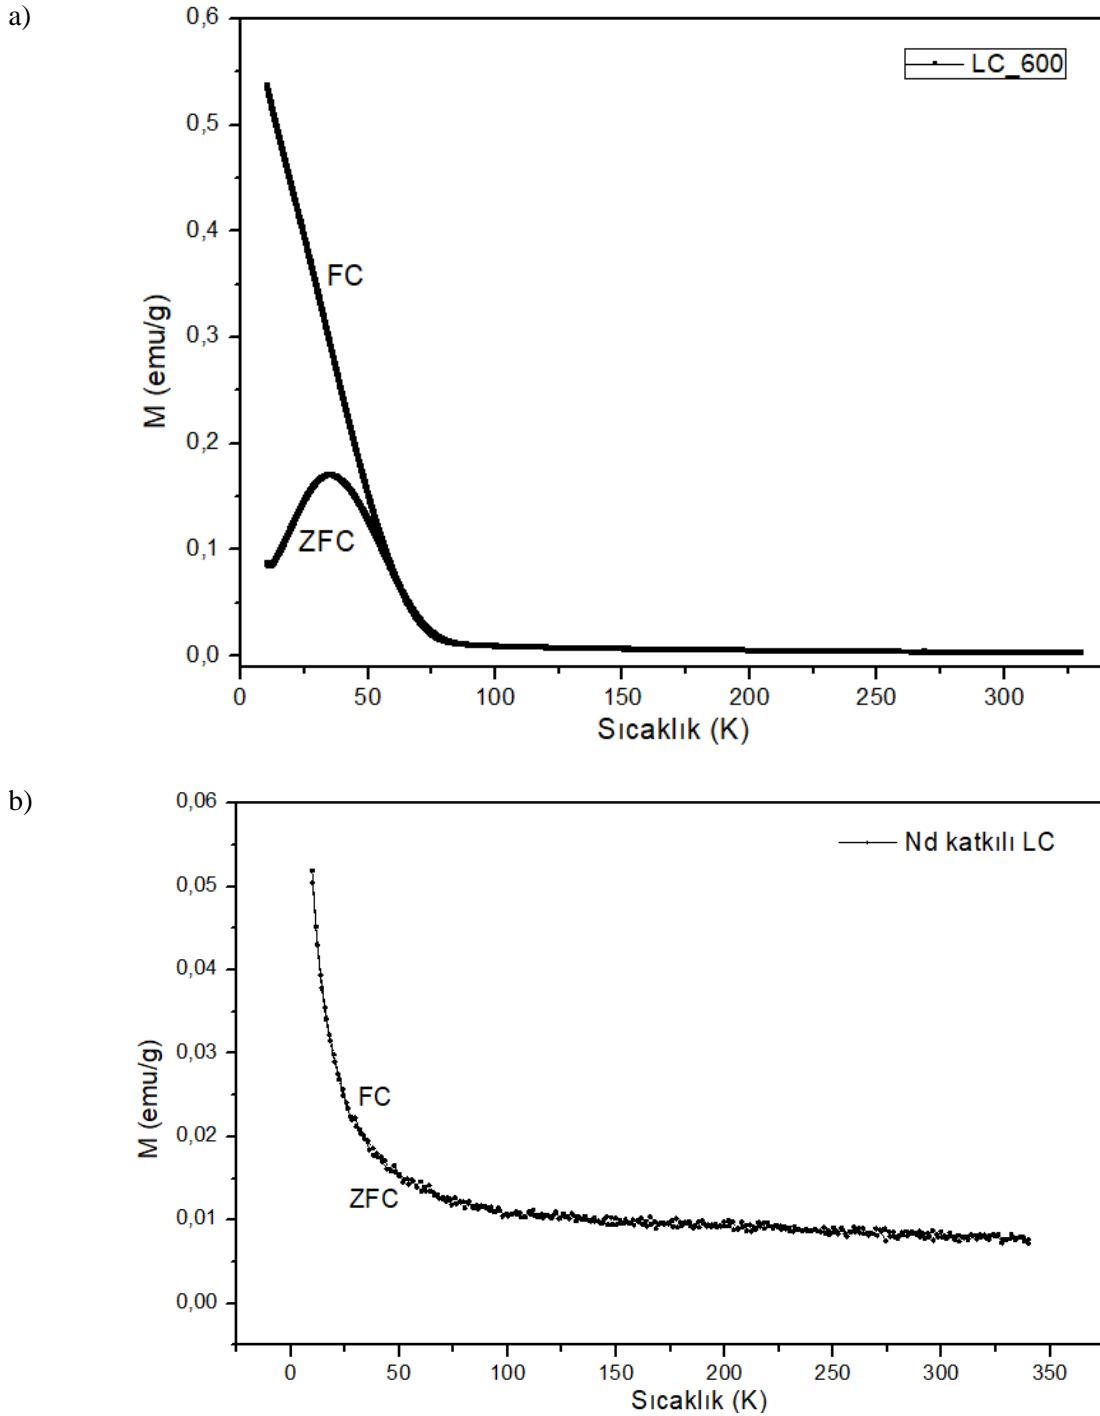 a)
0,6
LC_600
0,5
0,4
FC
0,3
M (emu/g)
0,2
ZFC
0,1
0,0
0 50 100 150 200 250 300
Sıcaklık (K)
b)
0,06
Nd katkılı LC
0,05
0,04
0,03
M (emu/g)
FC
0,02
ZFC
0,01
0,00
0 50 100 150 200 250 300 350
Sıcaklık (K)